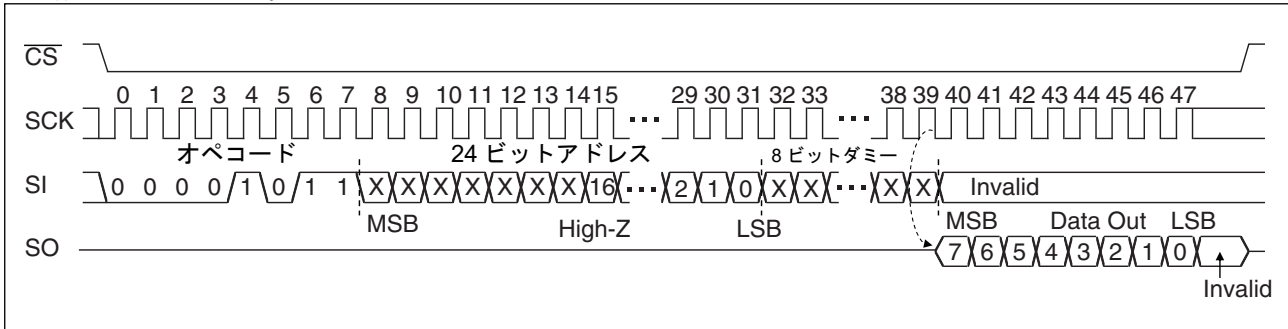 CS
0 1 2 3 4 5 6 7 8 9 10 11 12 13 14 15 29 30 31 32 33 38 39 40 41 42 43 44 45 46 47
SCK
オペコード 24 ビットアドレス 8 ビットダミー
SI 0 0 0 0 1 0 1 1 X X X X X X X 16 2 1 0 X X X X Invalid
MSB High-Z LSB MSB Data Out LSB
SO 7 6 5 4 3 2 1 0
Invalid